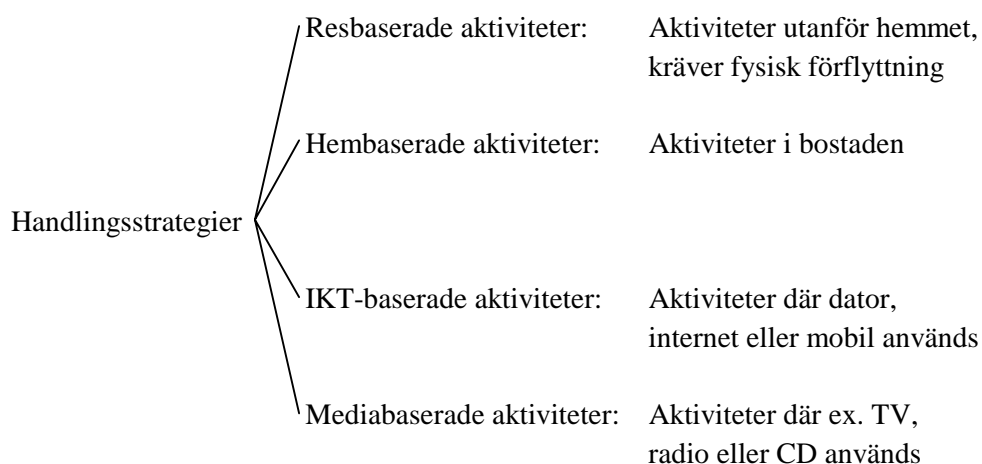 Resbaserade aktiviteter: Aktiviteter utanför hemmet,
kräver fysisk förflyttning
Hembaserade aktiviteter: Aktiviteter i bostaden
Handlingsstrategier
IKT-baserade aktiviteter: Aktiviteter där dator,
internet eller mobil används
Mediabaserade aktiviteter: Aktiviteter där ex. TV,
radio eller CD används